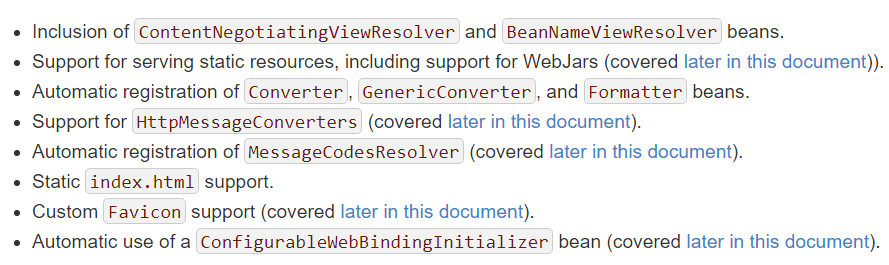 • Inclusion of ContentNegotiatingViewResolver and BeanNameViewResolver beans.
• Support for serving static resources, including support for WebJars (covered later in this document)).
• Automatic registration of Converter, GenericConverter, and Formatter beans.
• Support for HttpMessageConverters (covered later in this document).
• Automatic registration of MessageCodesResolver (covered later in this document).
• Static index.html support.
• Custom Favicon support (covered later in this document).
• Automatic use of a ConfigurableWebBindingInitializer bean (covered later in this document).